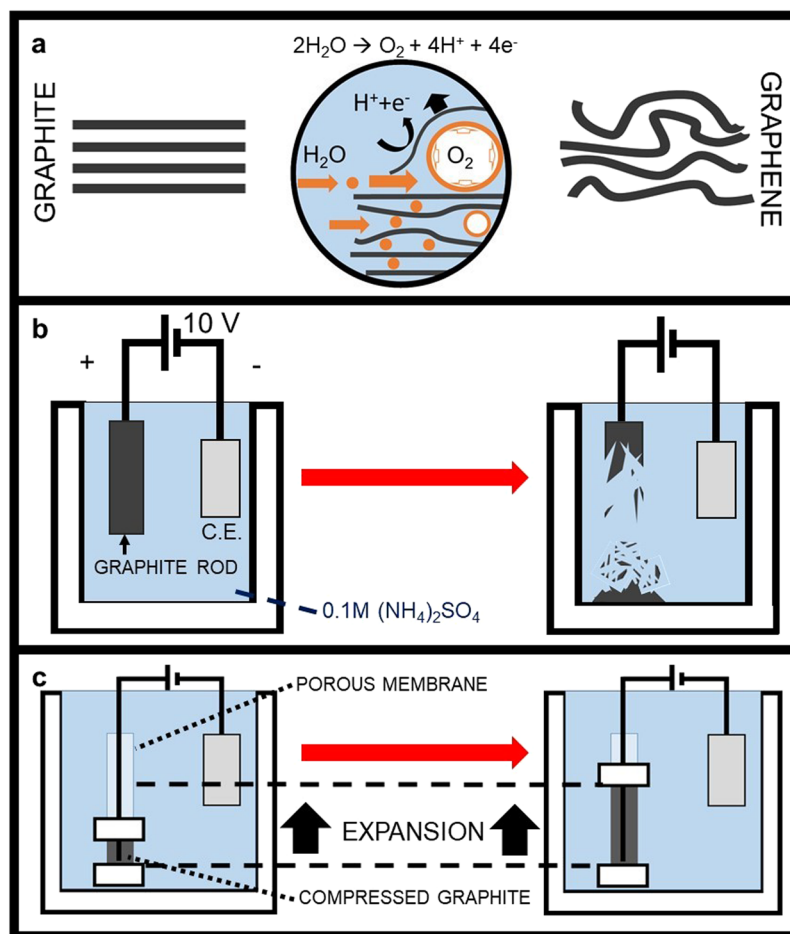 a
2H₂O → O₂ + 4H⁺ + 4e⁻
GRAPHITE
H⁺+e⁻
H₂O
O₂
GRAPHENE
b
10 V
+
-
C.E.
GRAPHITE ROD
0.1M (NH₄)₂SO₄
c
POROUS MEMBRANE
EXPANSION
COMPRESSED GRAPHITE